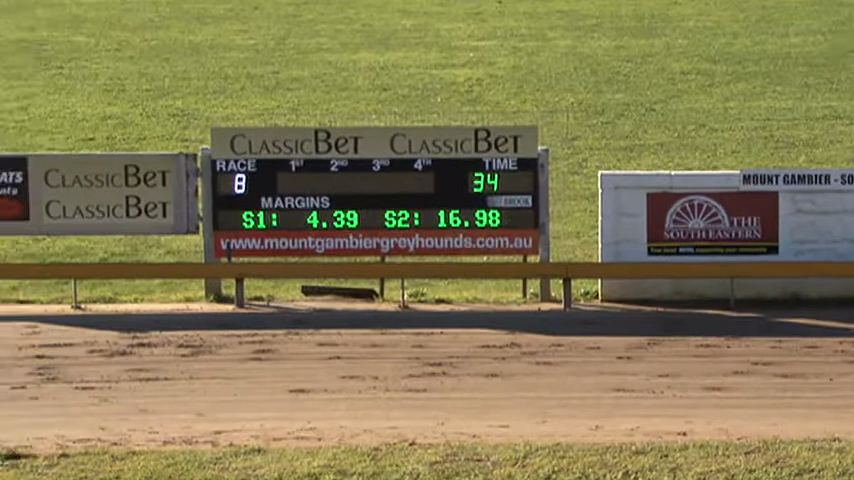 CLASSICBET CLASSICBET
RACE 1ST 2ND 3RD 4TH TIME
8 34
MARGINS BROOK
S1: 4.39 S2: 16.98
www.mountgambiergreyhounds.com.au
CLASSICBET
CLASSICBET
MOUNT GAMBIER - SO
THE
SOUTH EASTERN